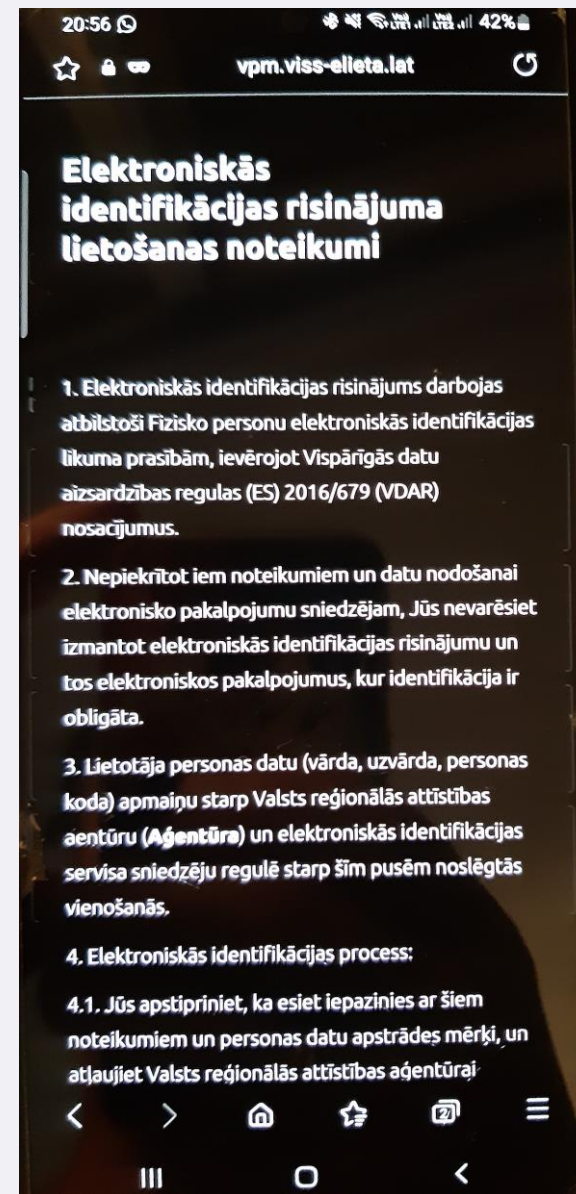 20:56
42%
vpm.viss-elieta.lat
Elektroniskās
identifikācijas risinājuma
lietošanas noteikumi
1. Elektroniskās identifikācijas risinājums darbojas
atbilstoši Fizisko personu elektroniskās identifikācijas
likuma prasībām, ievērojot Vispārīgās datu
aizsardzības regulas (ES) 2016/679 (VDAR)
nosacījumus.
2. Nepiekrītot iem noteikumiem un datu nodošanai
elektronisko pakalpojumu sniedzējam, Jūs nevarēsiet
izmantot elektroniskās identifikācijas risinājumu un
tos elektroniskos pakalpojumus, kur identifikācija ir
obligāta.
3. Lietotāja personas datu (vārda, uzvārda, personas
koda) apmaiņu starp Valsts reģionālās attīstības
aentūru (Aģentūra) un elektroniskās identifikācijas
servisa sniedzēju regulē starp šīm pusēm noslēgtās
vienošanās.
4. Elektroniskās identifikācijas process:
4.1. Jūs apstipriniet, ka esiet iepazinies ar šiem
noteikumiem un personas datu apstrādes mērķi, un
atļaujiet Valsts reģionālās attīstības aģentūrai